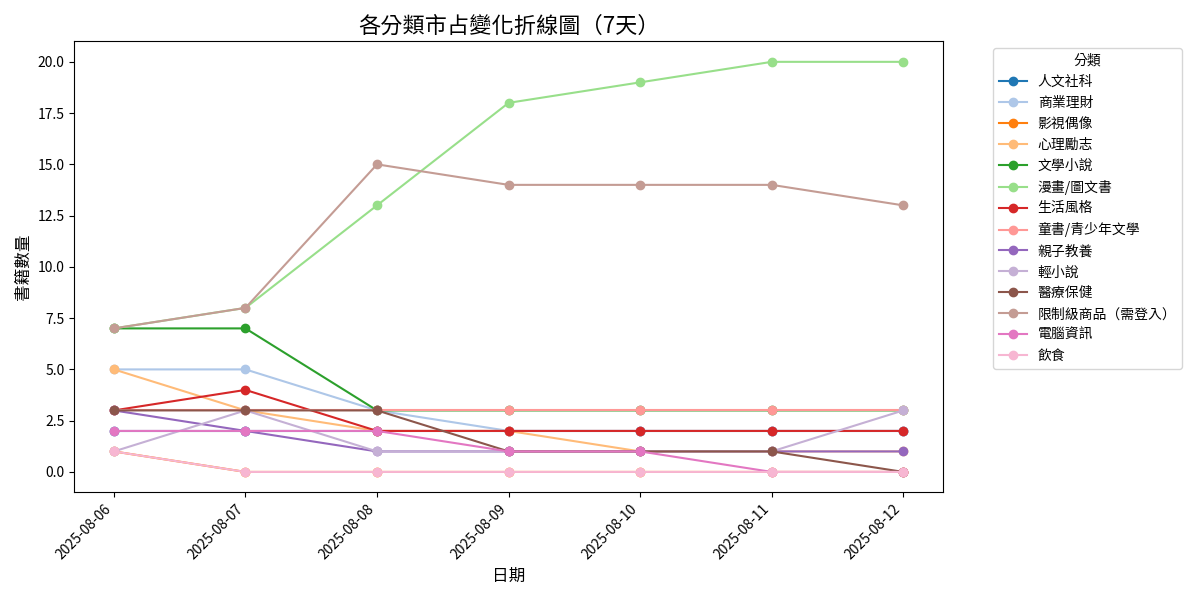 各分類市占變化折線圖（7天）
書籍數量
20.0
17.5
15.0
12.5
10.0
7.5
5.0
2.5
0.0
2025-08-06
2025-08-07
2025-08-08
2025-08-09
2025-08-10
2025-08-11
2025-08-12
日期
分類
人文社科
商業理財
影視偶像
心理勵志
文學小說
漫畫/圖文書
生活風格
童書/青少年文學
親子教養
輕小說
醫療保健
限制級商品（需登入）
電腦資訊
飲食